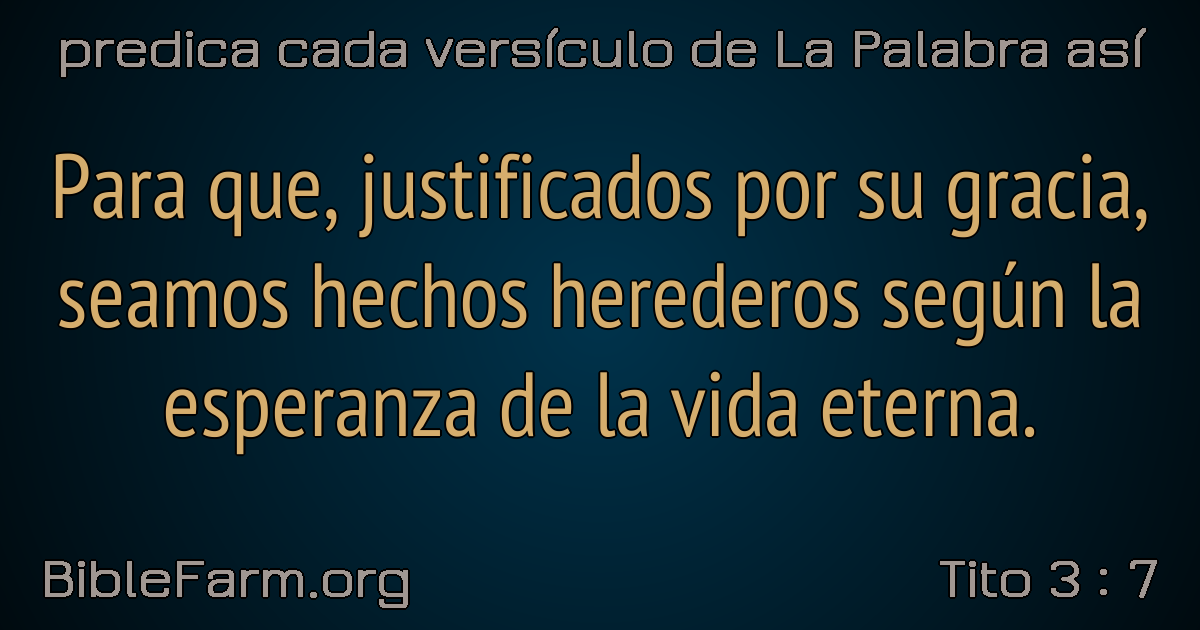 predica cada versículo de La Palabra así
Para que, justificados por su gracia,
seamos hechos herederos según la
esperanza de la vida eterna.
BibleFarm.org
Tito 3 : 7